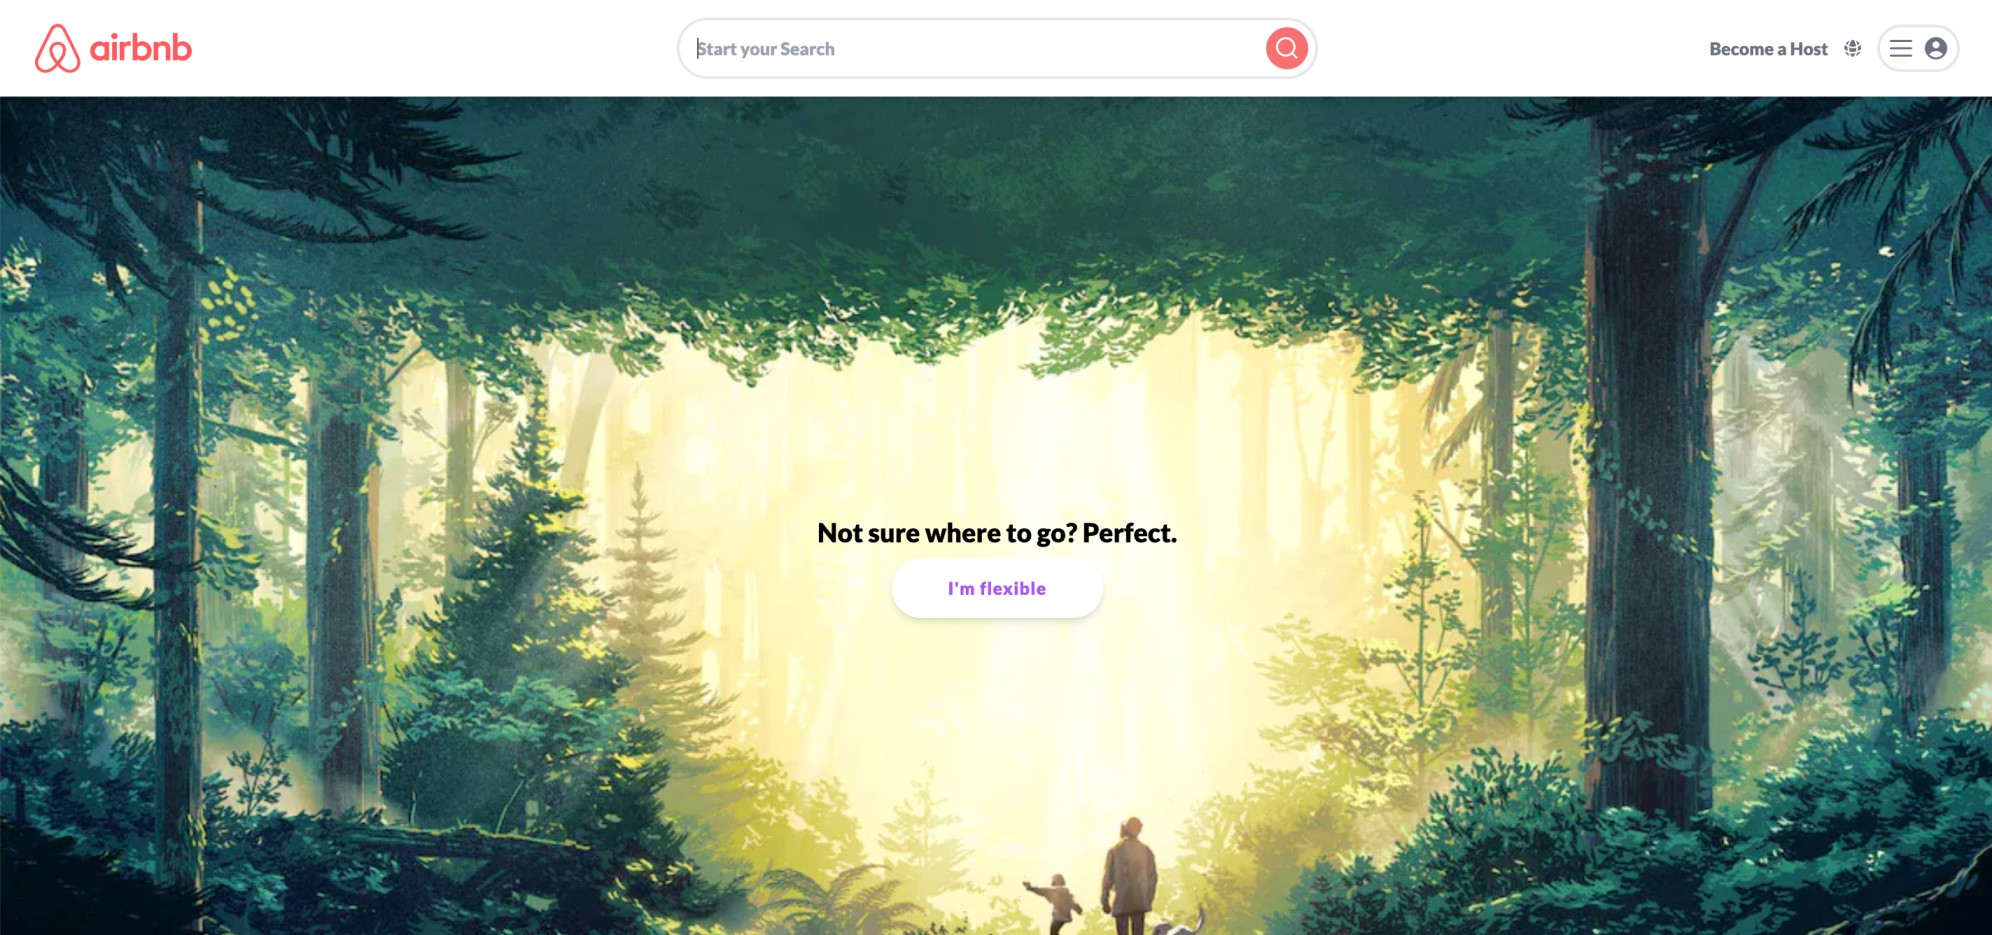 airbnb
Start your Search
Become a Host
Not sure where to go? Perfect.
I'm flexible